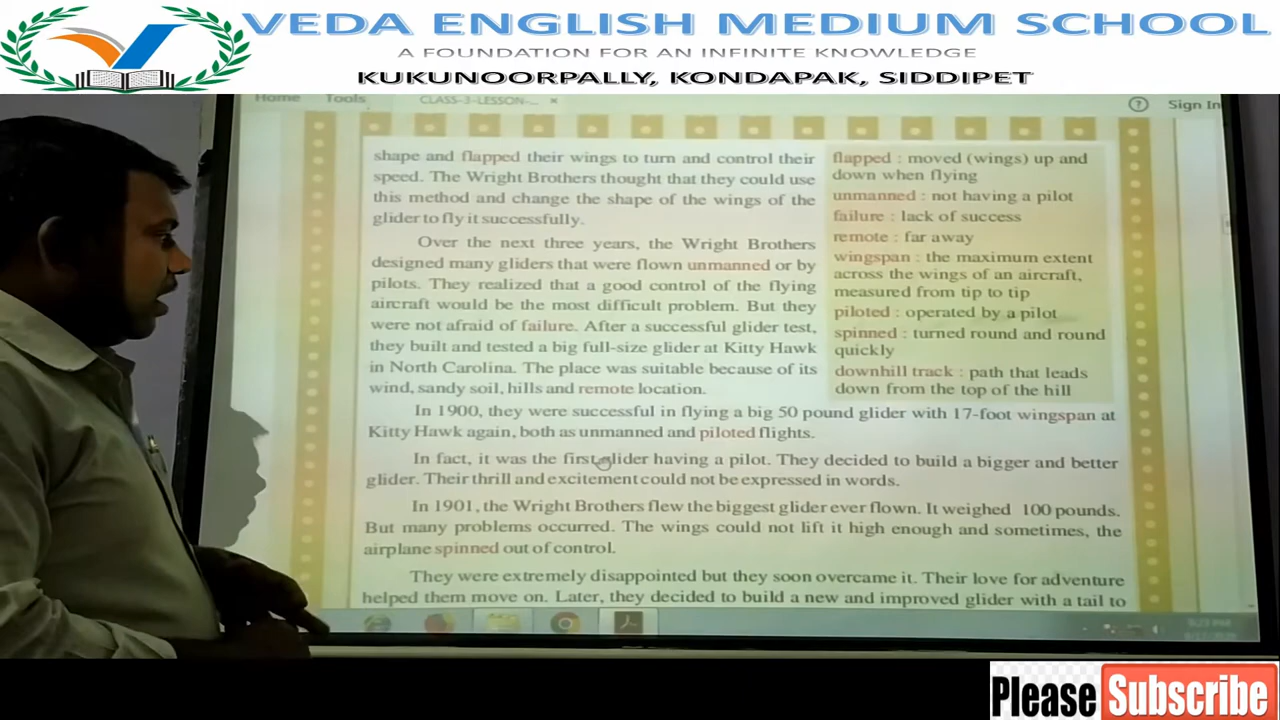 VEDA ENGLISH MEDIUM SCHOOL
A FOUNDATION FOR AN INFINITE KNOWLEDGE
KUKUNOORPALLY, KONDAPAK, SIDDIPET
Home Tools CLASS-3-LESSON-... × ? Sign In
shape and flapped their wings to turn and control their
speed. The Wright Brothers thought that they could use
this method and change the shape of the wings of the
glider to fly it successfully.
Over the next three years, the Wright Brothers
designed many gliders that were flown unmanned or by
pilots. They realized that a good control of the flying
aircraft would be the most difficult problem. But they
were not afraid of failure. After a successful glider test,
they built and tested a big full-size glider at Kitty Hawk
in North Carolina. The place was suitable because of its
wind, sandy soil, hills and remote location.
flapped : moved (wings) up and
down when flying
unmanned : not having a pilot
failure : lack of success
remote : far away
wingspan : the maximum extent
across the wings of an aircraft,
measured from tip to tip
piloted : operated by a pilot
spinned : turned round and round
quickly
downhill track : path that leads
down from the top of the hill
In 1900, they were successful in flying a big 50 pound glider with 17-foot wingspan at
Kitty Hawk again, both as unmanned and piloted flights.
In fact, it was the first glider having a pilot. They decided to build a bigger and better
glider. Their thrill and excitement could not be expressed in words.
In 1901, the Wright Brothers flew the biggest glider ever flown. It weighed 100 pounds.
But many problems occurred. The wings could not lift it high enough and sometimes, the
airplane spinned out of control.
They were extremely disappointed but they soon overcame it. Their love for adventure
helped them move on. Later, they decided to build a new and improved glider with a tail to
Please Subscribe